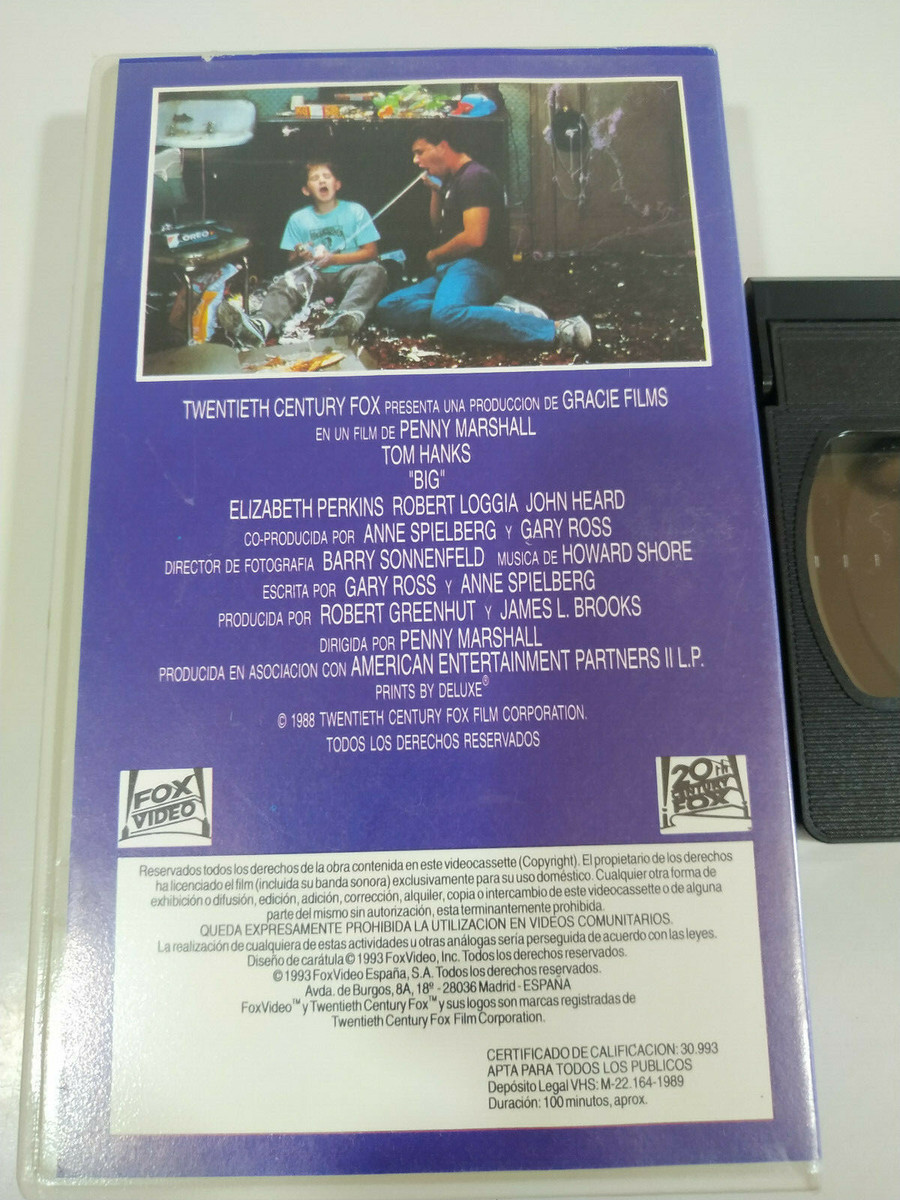 OREO
TWENTIETH CENTURY FOX PRESENTA UNA PRODUCCION DE GRACIE FILMS
EN UN FILM DE PENNY MARSHALL
TOM HANKS
"BIG"
ELIZABETH PERKINS ROBERT LOGGIA JOHN HEARD
CO-PRODUCIDA POR ANNE SPIELBERG Y GARY ROSS
DIRECTOR DE FOTOGRAFIA BARRY SONNENFELD MUSICA DE HOWARD SHORE
ESCRITA POR GARY ROSS Y ANNE SPIELBERG
PRODUCIDA POR ROBERT GREENHUT Y JAMES L. BROOKS
DIRIGIDA POR PENNY MARSHALL
PRODUCIDA EN ASOCIACION CON AMERICAN ENTERTAINMENT PARTNERS II L.P.
PRINTS BY DELUXE®
© 1988 TWENTIETH CENTURY FOX FILM CORPORATION.
TODOS LOS DERECHOS RESERVADOS
FOX
VIDEO
20TH
CENTURY
FOX
Reservados todos los derechos de la obra contenida en este videocassette (Copyright). El propietario de los derechos
ha licenciado el film (incluida su banda sonora) exclusivamente para su uso doméstico. Cualquier otra forma de
exhibición o difusión, edición, adición, corrección, alquiler, copia o intercambio de este videocassette o de alguna
parte del mismo sin autorización, esta terminantemente prohibida.
QUEDA EXPRESAMENTE PROHIBIDA LA UTILIZACION EN VIDEOS COMUNITARIOS.
La realización de cualquiera de estas actividades u otras análogas sería perseguida de acuerdo con las leyes.
Diseño de carátula © 1993 FoxVideo, Inc. Todos los derechos reservados.
© 1993 FoxVideo España, S.A. Todos los derechos reservados.
Avda. de Burgos, 8A, 18º - 28036 Madrid - ESPAÑA
FoxVideo™ y Twentieth Century Fox™ y sus logos son marcas registradas de
Twentieth Century Fox Film Corporation.
CERTIFICADO DE CALIFICACION: 30.993
APTA PARA TODOS LOS PUBLICOS
Depósito Legal VHS: M-22.164-1989
Duración: 100 minutos, aprox.